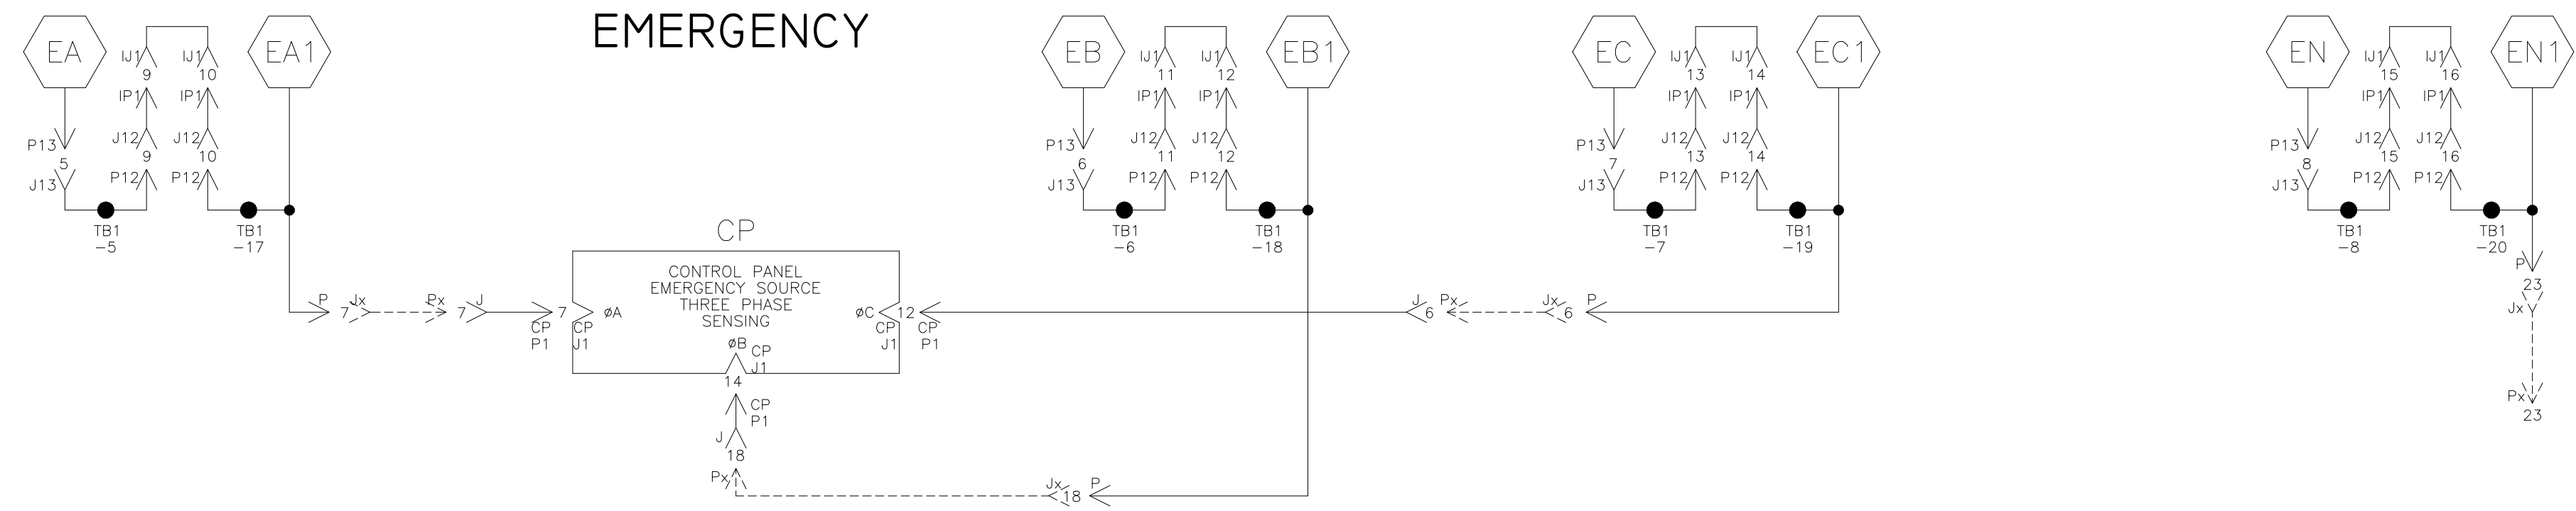 EMERGENCY
EA
IJ1
9
IJ1
10
EA1
IP1
IP1
P13
5
J13
J12
9
J12
10
P12
P12
TB1
-5
TB1
-17
EB
IJ1
11
IJ1
12
EB1
IP1
IP1
P13
6
J13
J12
11
J12
12
P12
P12
TB1
-6
TB1
-18
EC
IJ1
13
IJ1
14
EC1
IP1
IP1
P13
7
J13
J12
13
J12
14
P12
P12
TB1
-7
TB1
-19
EN
IJ1
15
IJ1
16
EN1
IP1
IP1
P13
8
J13
J12
15
J12
16
P12
P12
TB1
-8
TB1
-20
P
23
Jx
Px
23
CP
CONTROL PANEL
EMERGENCY SOURCE
THREE PHASE
SENSING
P
7
Jx
Px
7
J
7
CP
P1
CP
J1
øA
øC
12
CP
J1
CP
P1
J
6
Px
Jx
6
P
øB
CP
J1
14
CP
P1
J
18
Px
Jx
18
P